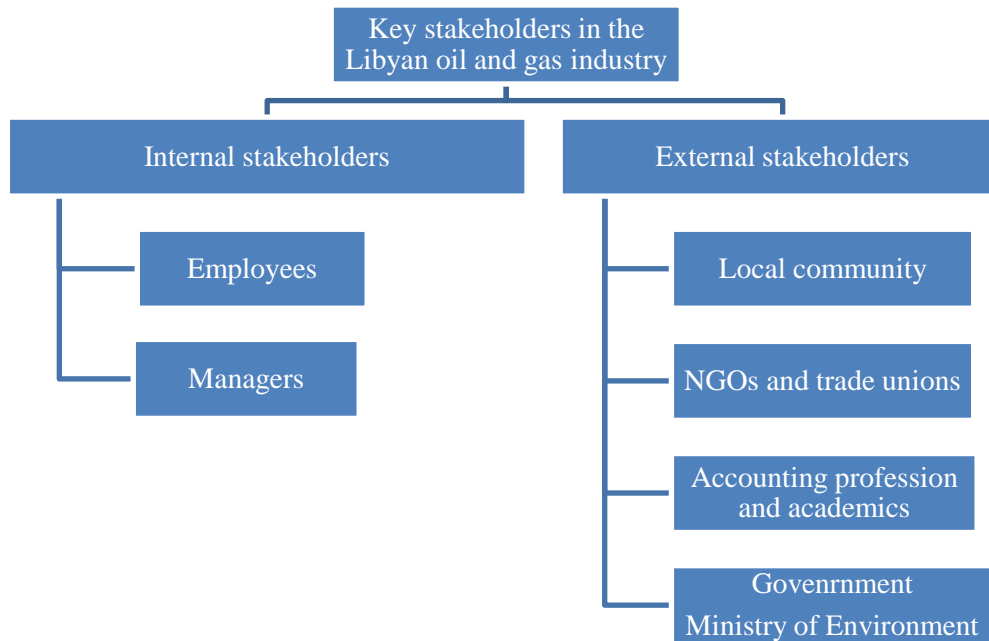 Key stakeholders in the
Libyan oil and gas industry
Internal stakeholders
Employees
Managers
External stakeholders
Local community
NGOs and trade unions
Accounting profession
and academics
Govenrnment
Ministry of Environment